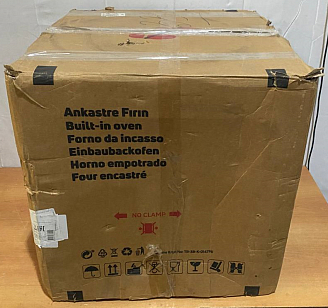 Ankastre Fırın
Built-in oven
Forno da incasso
Einbaubackofen
Horno empotrado
Four encastré
NO CLAMP